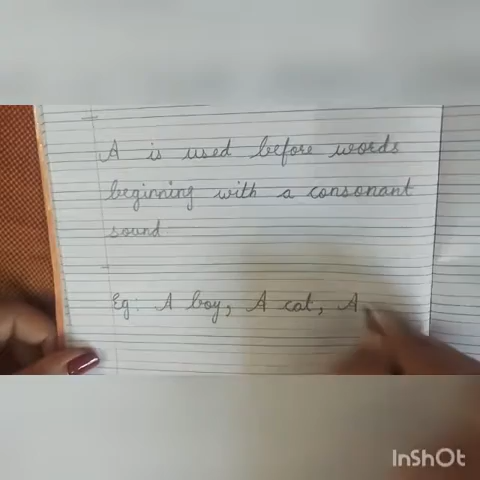 A is used before words
beginning with a consonant
sound
Eg: A boy, A cat, A
InShOt